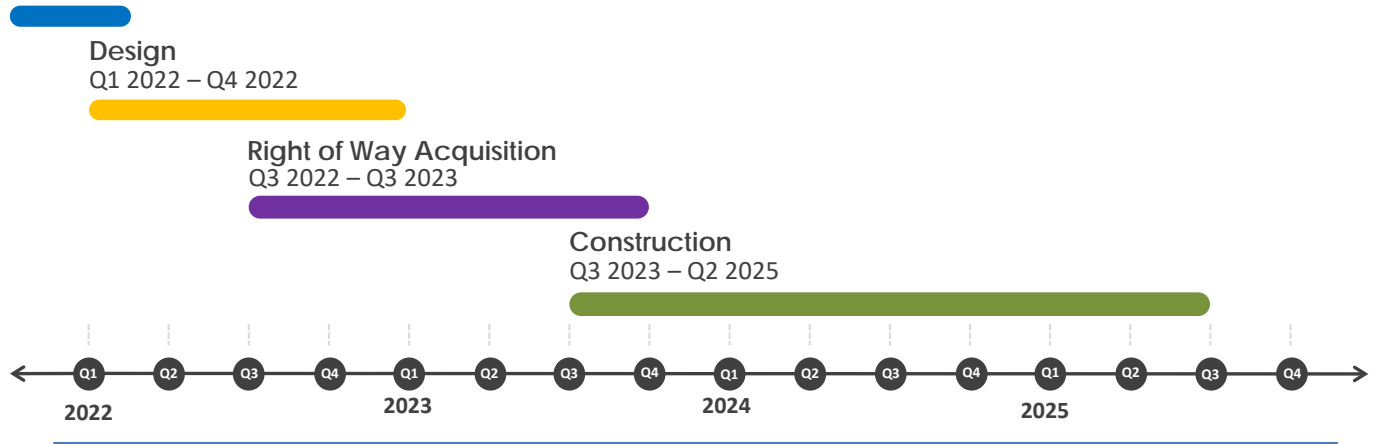 Design
Q1 2022 – Q4 2022
Right of Way Acquisition
Q3 2022 – Q3 2023
Construction
Q3 2023 – Q2 2025
Q1 Q2 Q3 Q4 Q1 Q2 Q3 Q4 Q1 Q2 Q3 Q4 Q1 Q2 Q3 Q4
2022 2023 2024 2025